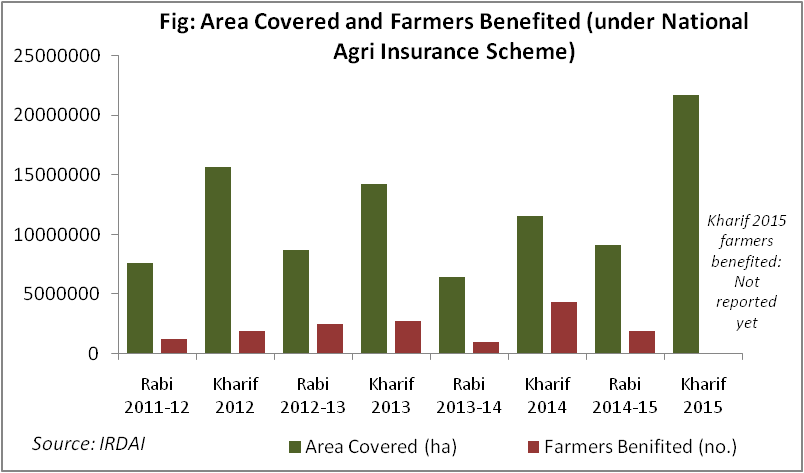 Fig: Area Covered and Farmers Benefited (under National
Agri Insurance Scheme)
25000000
20000000
15000000
10000000
5000000
0
Kharif 2015
farmers
benefited:
Not
reported
yet
Rabi Kharif Rabi Kharif Rabi Kharif Rabi Kharif
2011-12 2012 2012-13 2013 2013-14 2014 2014-15 2015
Source: IRDAI
Area Covered (ha) Farmers Benifited (no.)